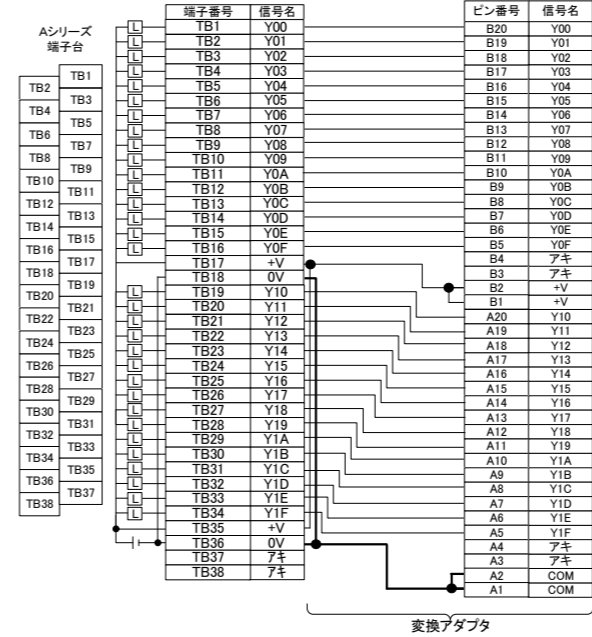 Aシリーズ
端子台
TB1
TB2
TB3
TB4
TB5
TB6
TB7
TB8
TB9
TB10
TB11
TB12
TB13
TB14
TB15
TB16
TB17
TB18
TB19
TB20
TB21
TB22
TB23
TB24
TB25
TB26
TB27
TB28
TB29
TB30
TB31
TB32
TB33
TB34
TB35
TB36
TB37
TB38
端子番号 信号名
L TB1 Y00
L TB2 Y01
L TB3 Y02
L TB4 Y03
L TB5 Y04
L TB6 Y05
L TB7 Y06
L TB8 Y07
L TB9 Y08
L TB10 Y09
L TB11 Y0A
L TB12 Y0B
L TB13 Y0C
L TB14 Y0D
L TB15 Y0E
L TB16 Y0F
TB17 +V
TB18 0V
L TB19 Y10
L TB20 Y11
L TB21 Y12
L TB22 Y13
L TB23 Y14
L TB24 Y15
L TB25 Y16
L TB26 Y17
L TB27 Y18
L TB28 Y19
L TB29 Y1A
L TB30 Y1B
L TB31 Y1C
L TB32 Y1D
L TB33 Y1E
L TB34 Y1F
TB35 +V
TB36 0V
TB37 アキ
TB38 アキ
ピン番号 信号名
B20 Y00
B19 Y01
B18 Y02
B17 Y03
B16 Y04
B15 Y05
B14 Y06
B13 Y07
B12 Y08
B11 Y09
B10 Y0A
B9 Y0B
B8 Y0C
B7 Y0D
B6 Y0E
B5 Y0F
B4 アキ
B3 アキ
B2 +V
B1 +V
A20 Y10
A19 Y11
A18 Y12
A17 Y13
A16 Y14
A15 Y15
A14 Y16
A13 Y17
A12 Y18
A11 Y19
A10 Y1A
A9 Y1B
A8 Y1C
A7 Y1D
A6 Y1E
A5 Y1F
A4 アキ
A3 アキ
A2 COM
A1 COM
変換アダプタ